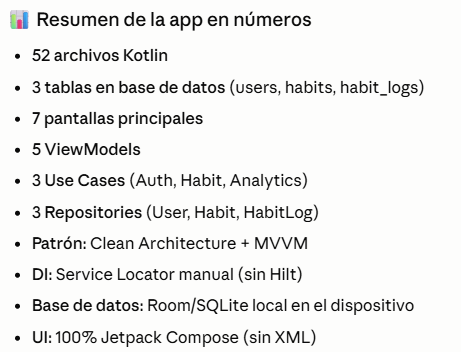 📊 Resumen de la app en números
• 52 archivos Kotlin
• 3 tablas en base de datos (users, habits, habit_logs)
• 7 pantallas principales
• 5 ViewModels
• 3 Use Cases (Auth, Habit, Analytics)
• 3 Repositories (User, Habit, HabitLog)
• Patrón: Clean Architecture + MVVM
• DI: Service Locator manual (sin Hilt)
• Base de datos: Room/SQLite local en el dispositivo
• UI: 100% Jetpack Compose (sin XML)